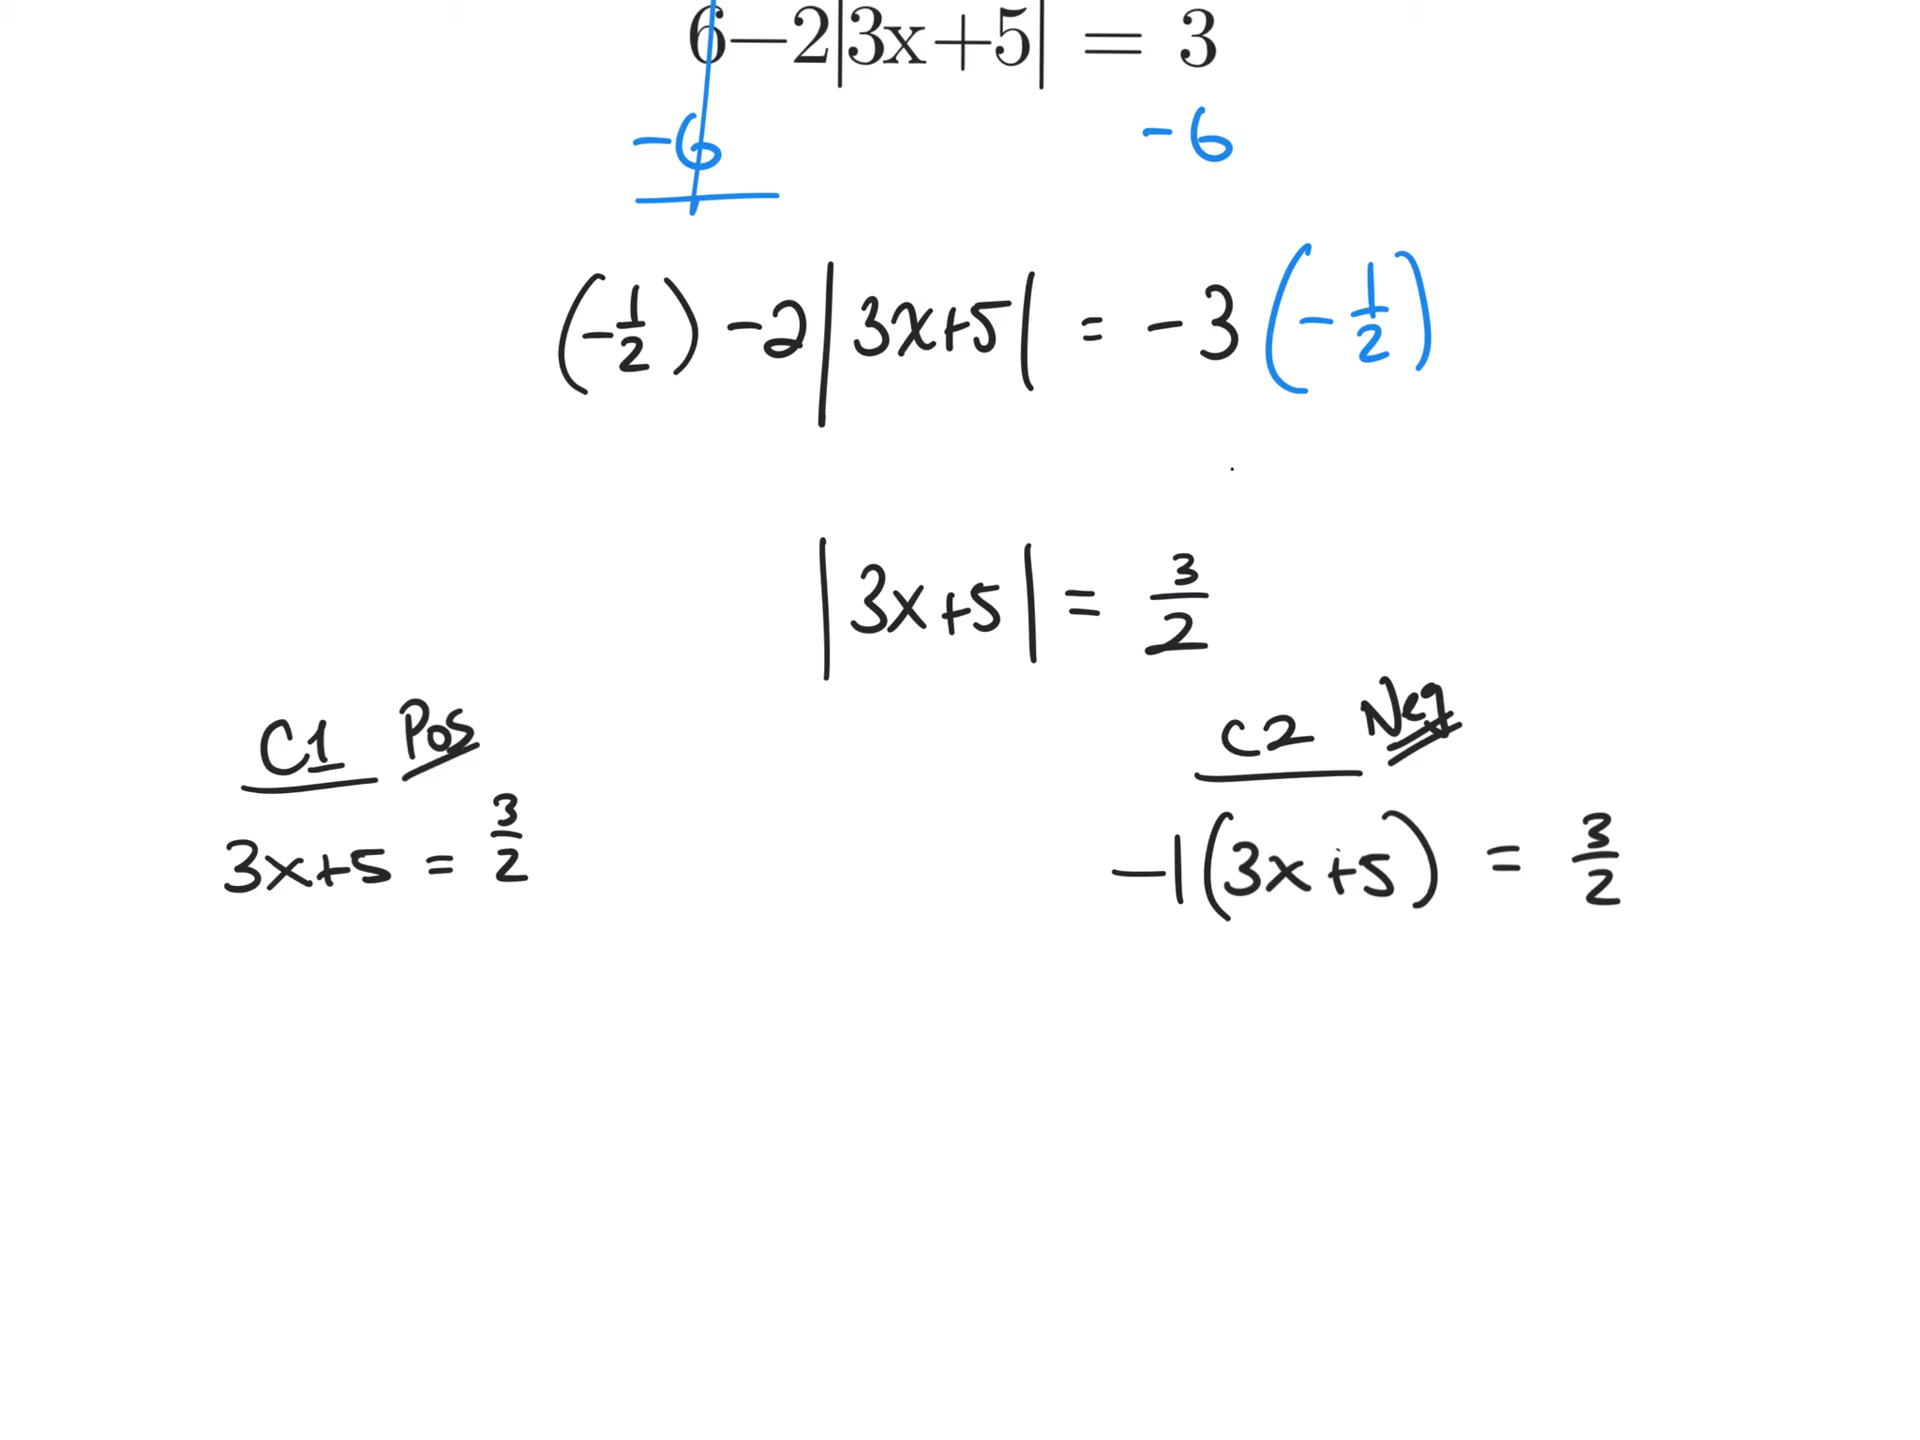 6−2|3x+5| = 3
-6 -6
(-1/2) -2|3x+5| = -3 (-1/2)
|3x+5| = 3/2
C1 Pos C2 Neg
3x+5 = 3/2 -1(3x+5) = 3/2